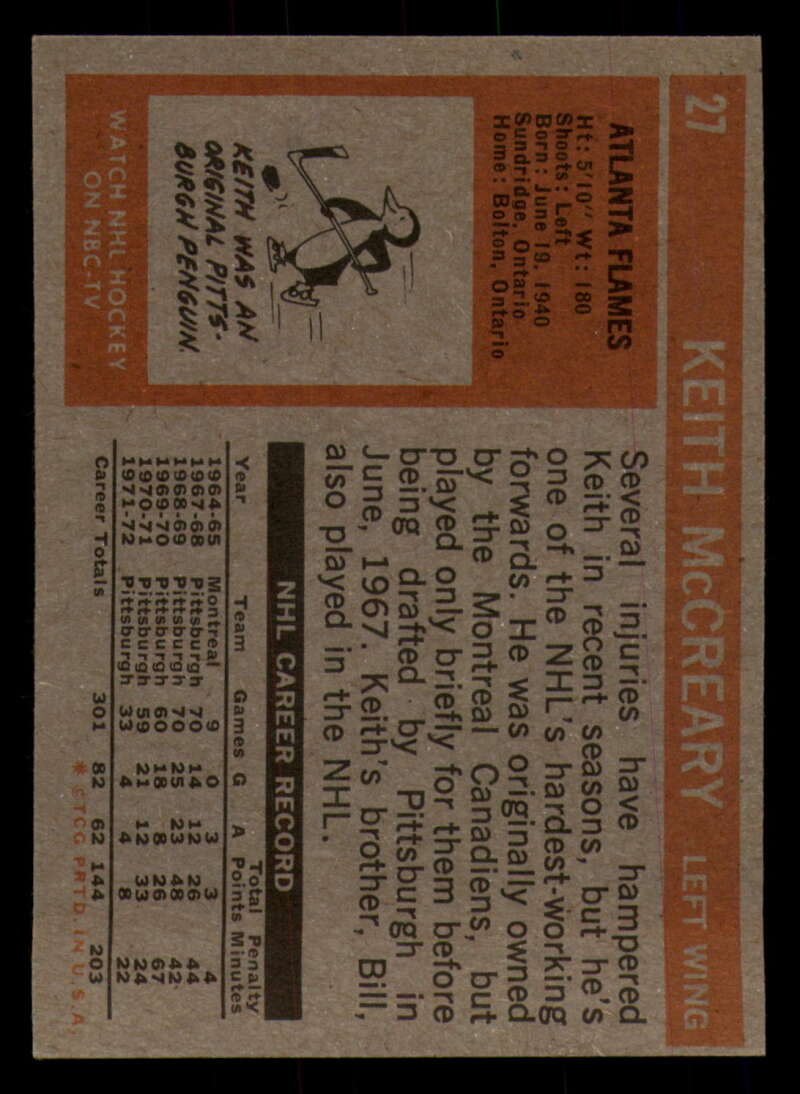 27 KEITH McCREARY LEFT WING
ATLANTA FLAMES
Ht: 5'10" Wt: 180
Shoots: Left
Born: June 19, 1940
Sundridge, Ontario
Home: Bolton, Ontario
KEITH WAS AN
ORIGINAL PITTS-
BURGH PENGUIN.
WATCH NHL HOCKEY
ON NBC-TV
Several injuries have hampered
Keith in recent seasons, but he's
one of the NHL's hardest-working
forwards. He was originally owned
by the Montreal Canadiens, but
played only briefly for them before
being drafted by Pittsburgh in
June, 1967. Keith's brother, Bill,
also played in the NHL.
NHL CAREER RECORD
Total Penalty
Year Team Games G A Points Minutes
1964-65 Montreal 9 0 3 3 4
1967-68 Pittsburgh 70 14 12 26 44
1968-69 Pittsburgh 70 25 23 48 42
1969-70 Pittsburgh 60 18 8 26 67
1970-71 Pittsburgh 59 21 12 33 24
1971-72 Pittsburgh 33 4 4 8 22
Career Totals 301 82 62 144 203
* ©TCG PRTD. IN U.S.A.